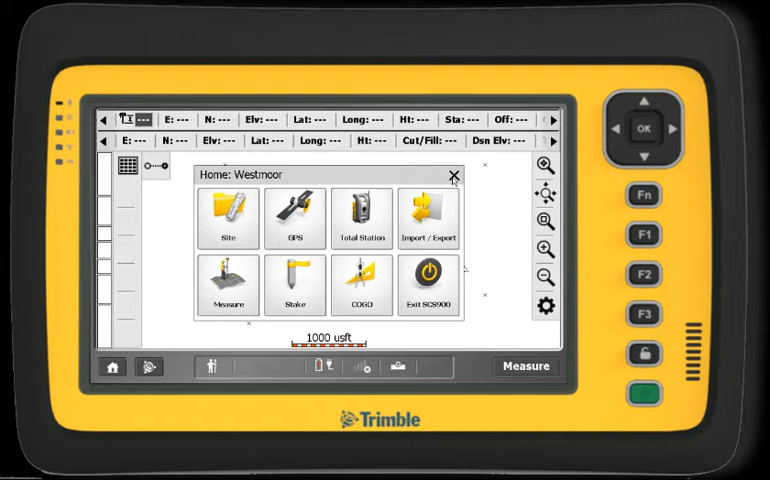 --- E: --- N: --- Elv: --- Lat: --- Long: --- Ht: --- Sta: --- Off: ---
E: --- N: --- Elv: --- Lat: --- Long: --- Ht: --- Cut/Fill: --- Dsn Elv: ---
Home: Westmoor
Site GPS Total Station Import / Export
Measure Stake COGO Exit SCS900
1000 usft
Measure
OK
Fn
F1
F2
F3
Trimble